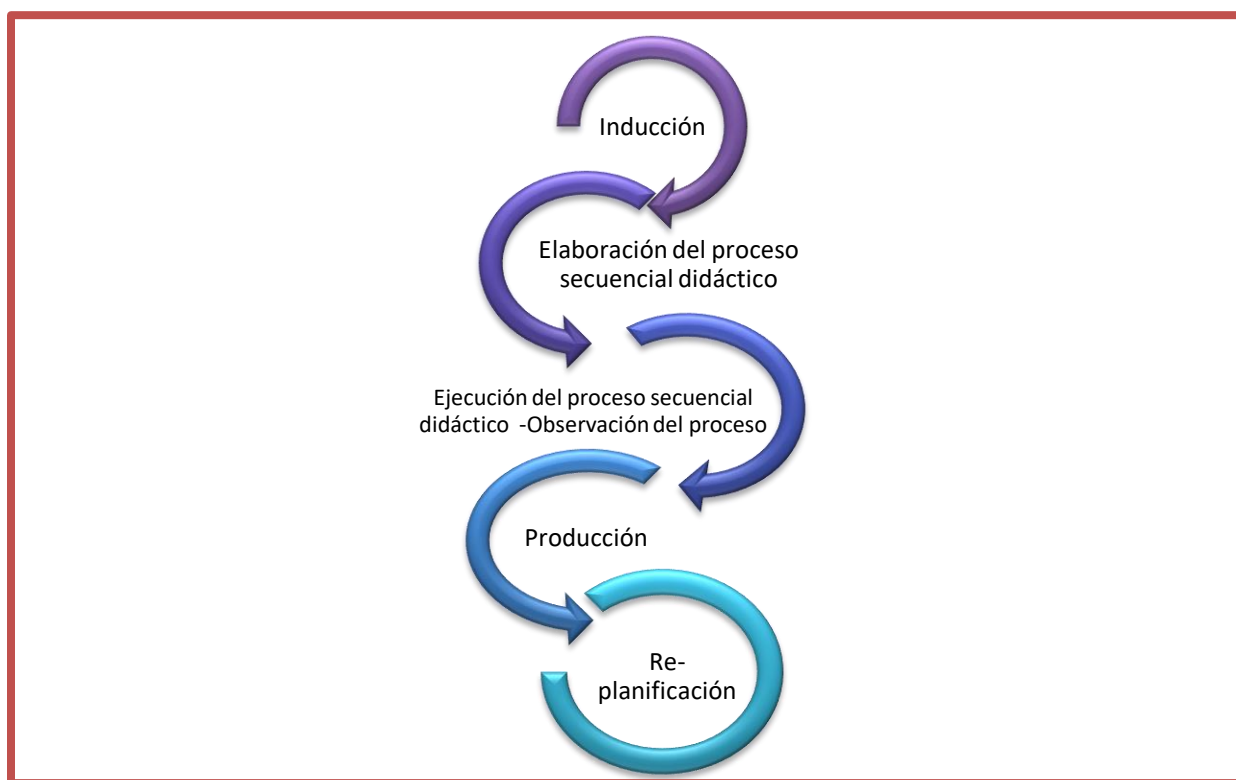 Inducción
Elaboración del proceso
secuencial didáctico
Ejecución del proceso secuencial
didáctico -Observación del proceso
Producción
Re-
planificación